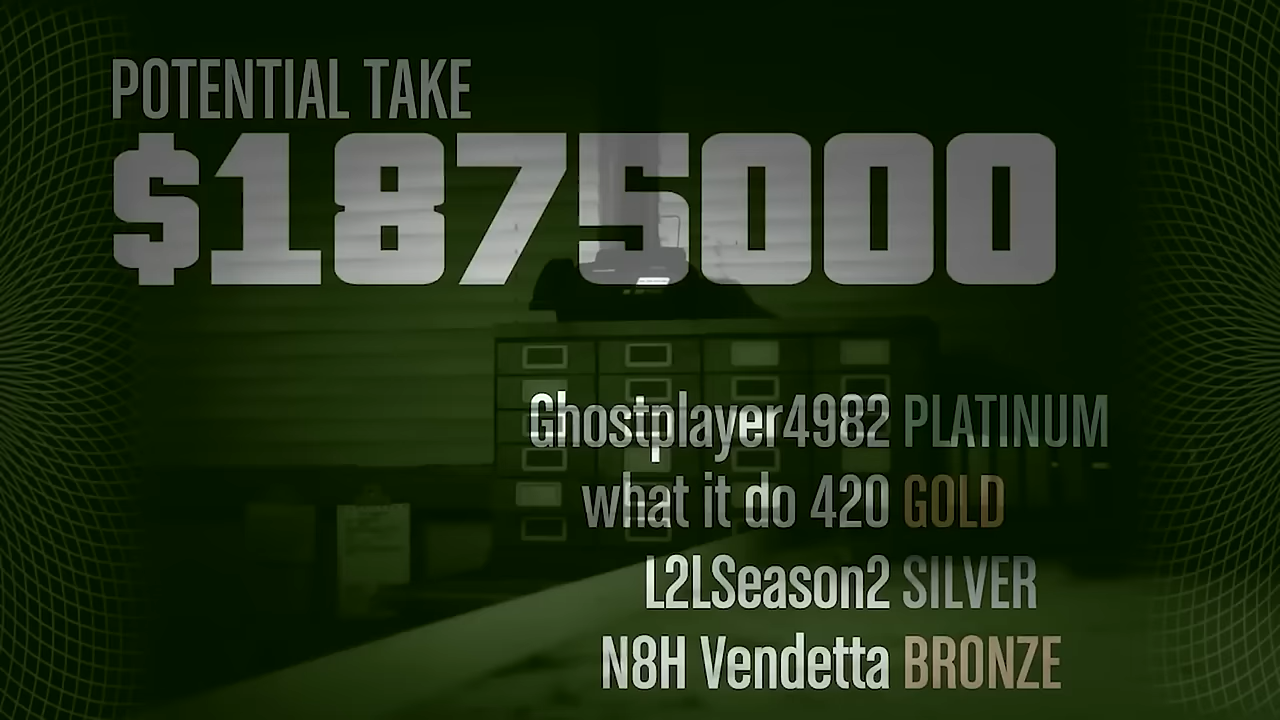 POTENTIAL TAKE
$1875000
Ghostplayer4982 PLATINUM
what it do 420 GOLD
L2LSeason2 SILVER
N8H Vendetta BRONZE